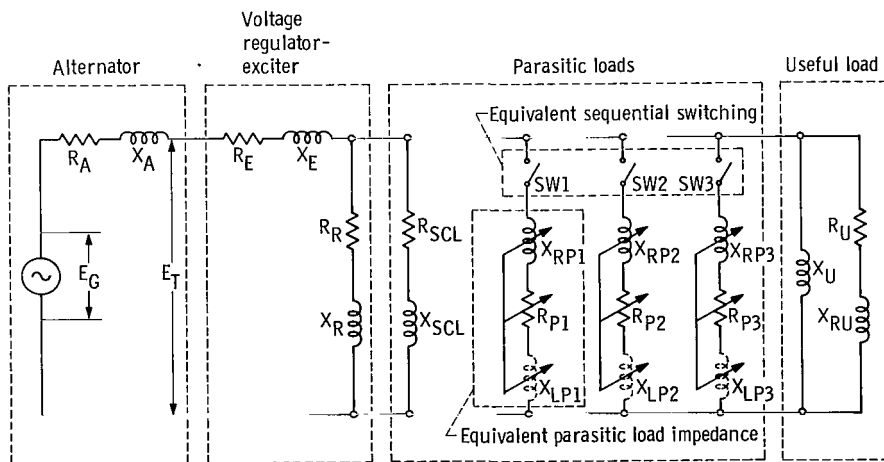 Voltage
regulator-
exciter
Alternator
Parasitic loads
Useful load
Equivalent sequential switching
R_A
X_A
R_E
X_E
SW1
SW2
SW3
R_R
R_SCL
X_RP1
X_RP2
X_RP3
R_U
X_U
E_G
E_T
R_P1
R_P2
R_P3
X_R
X_SCL
X_RU
X_LP1
X_LP2
X_LP3
Equivalent parasitic load impedance